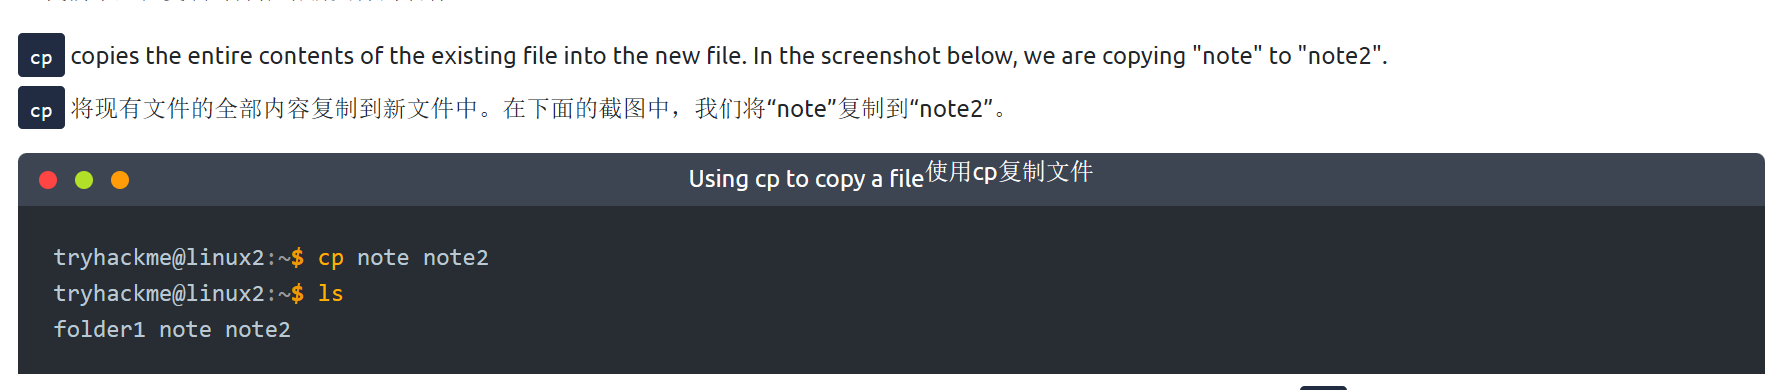 cp copies the entire contents of the existing file into the new file. In the screenshot below, we are copying "note" to "note2".
cp 将现有文件的全部内容复制到新文件中。在下面的截图中，我们将“note”复制到“note2”。
Using cp to copy a file使用cp复制文件
tryhackme@linux2:~$ cp note note2
tryhackme@linux2:~$ ls
folder1 note note2